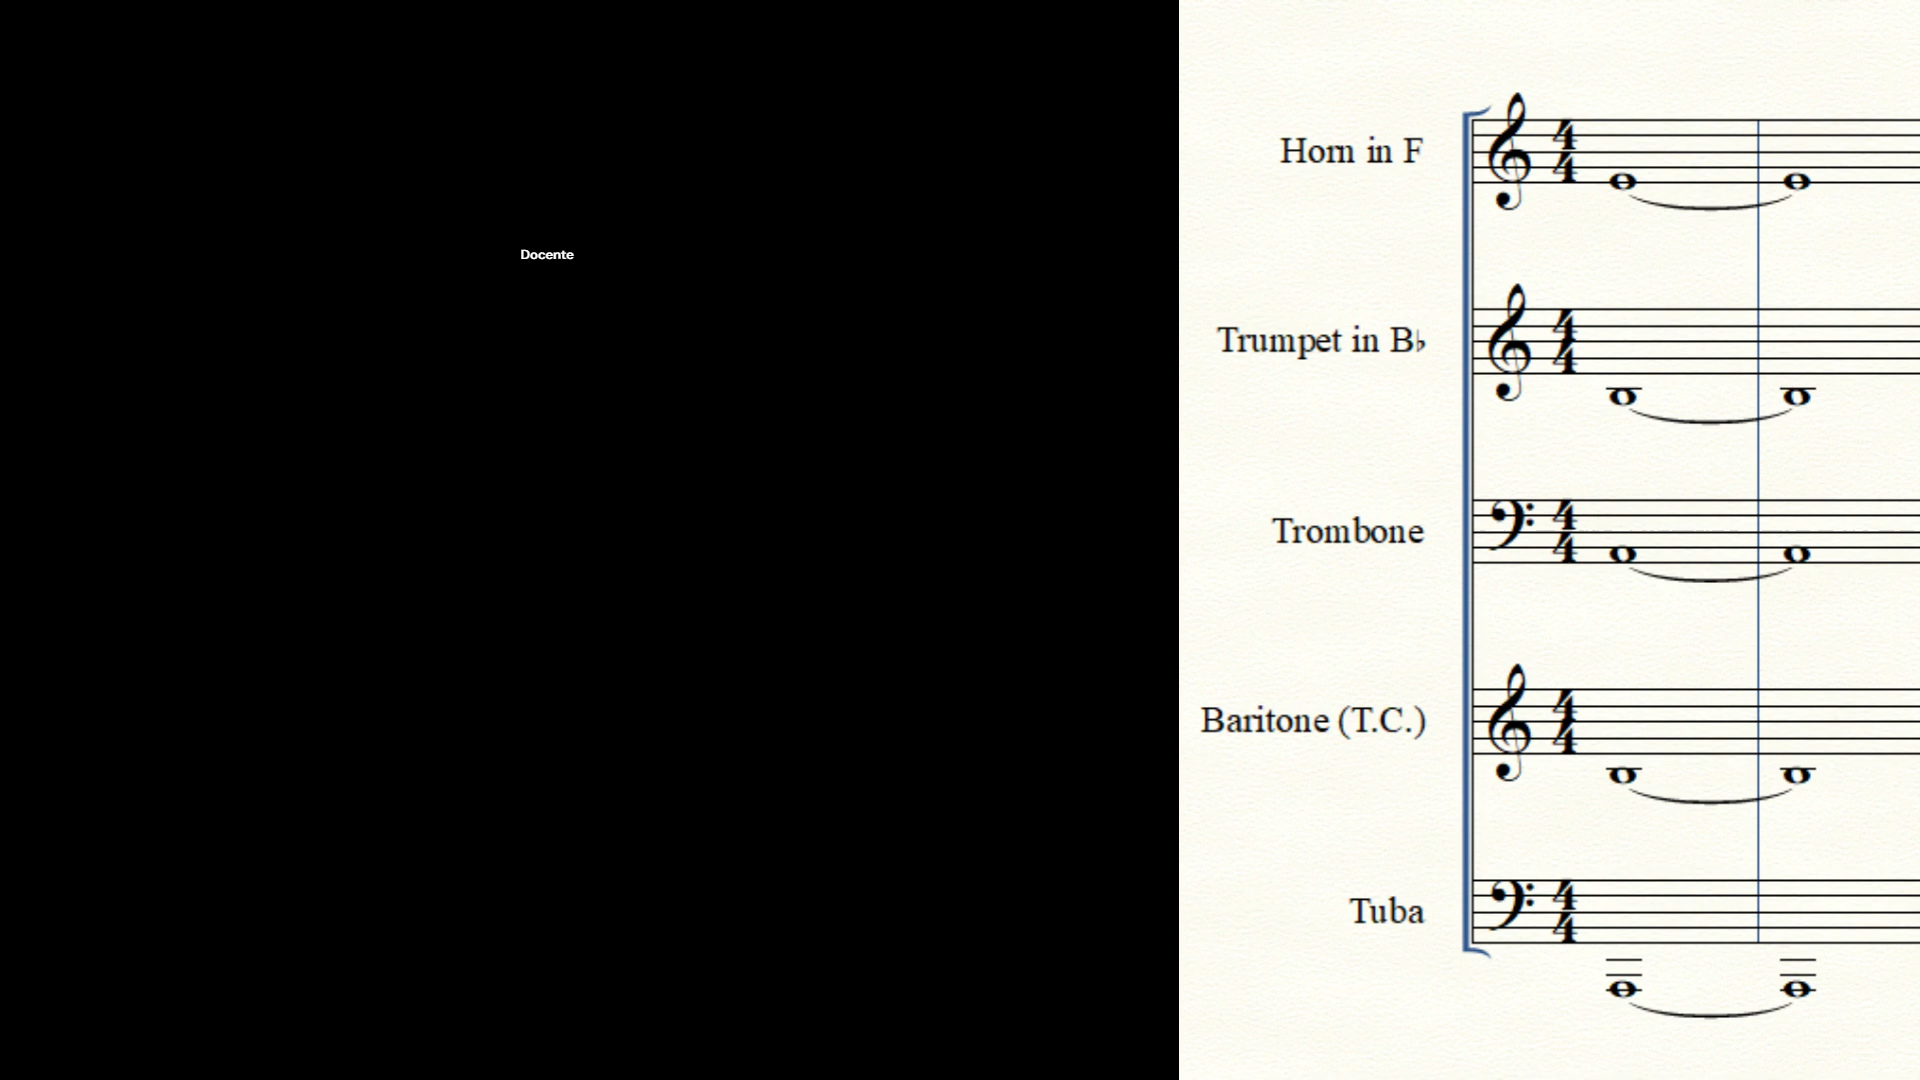 Docente
Horn in F
Trumpet in B♭
Trombone
Baritone (T.C.)
Tuba